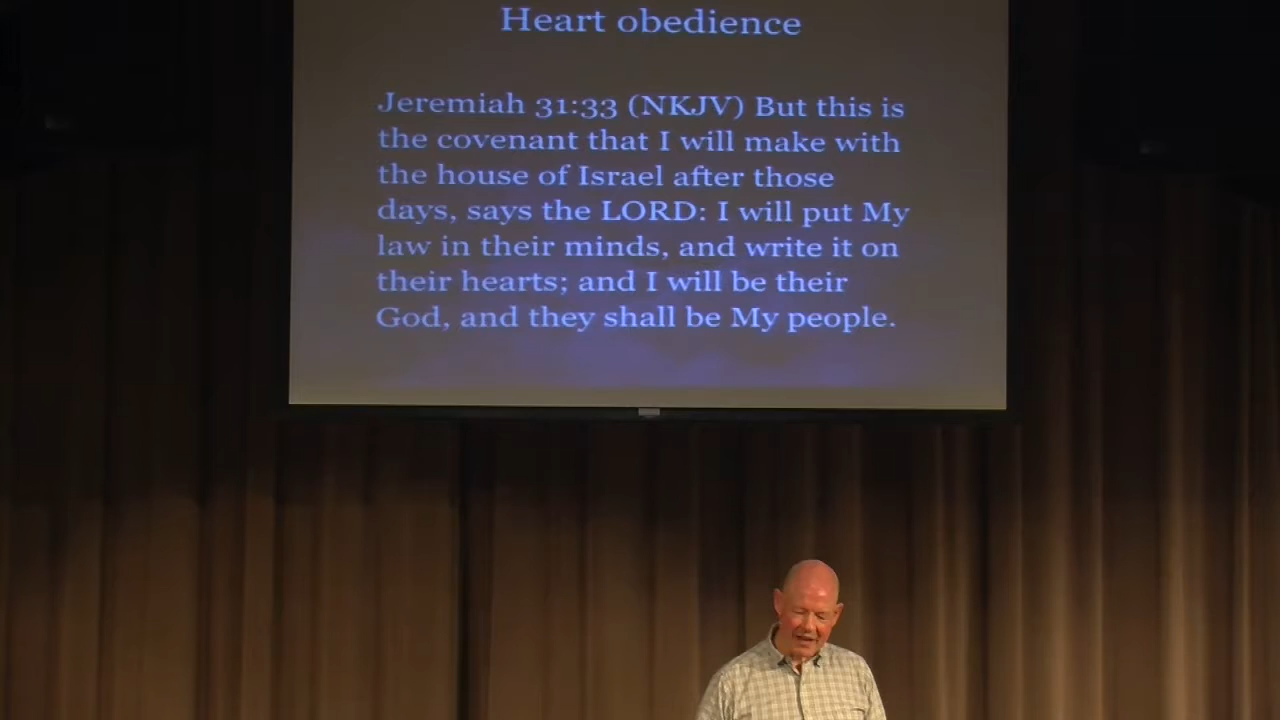 Heart obedience
Jeremiah 31:33 (NKJV) But this is
the covenant that I will make with
the house of Israel after those
days, says the LORD: I will put My
law in their minds, and write it on
their hearts; and I will be their
God, and they shall be My people.